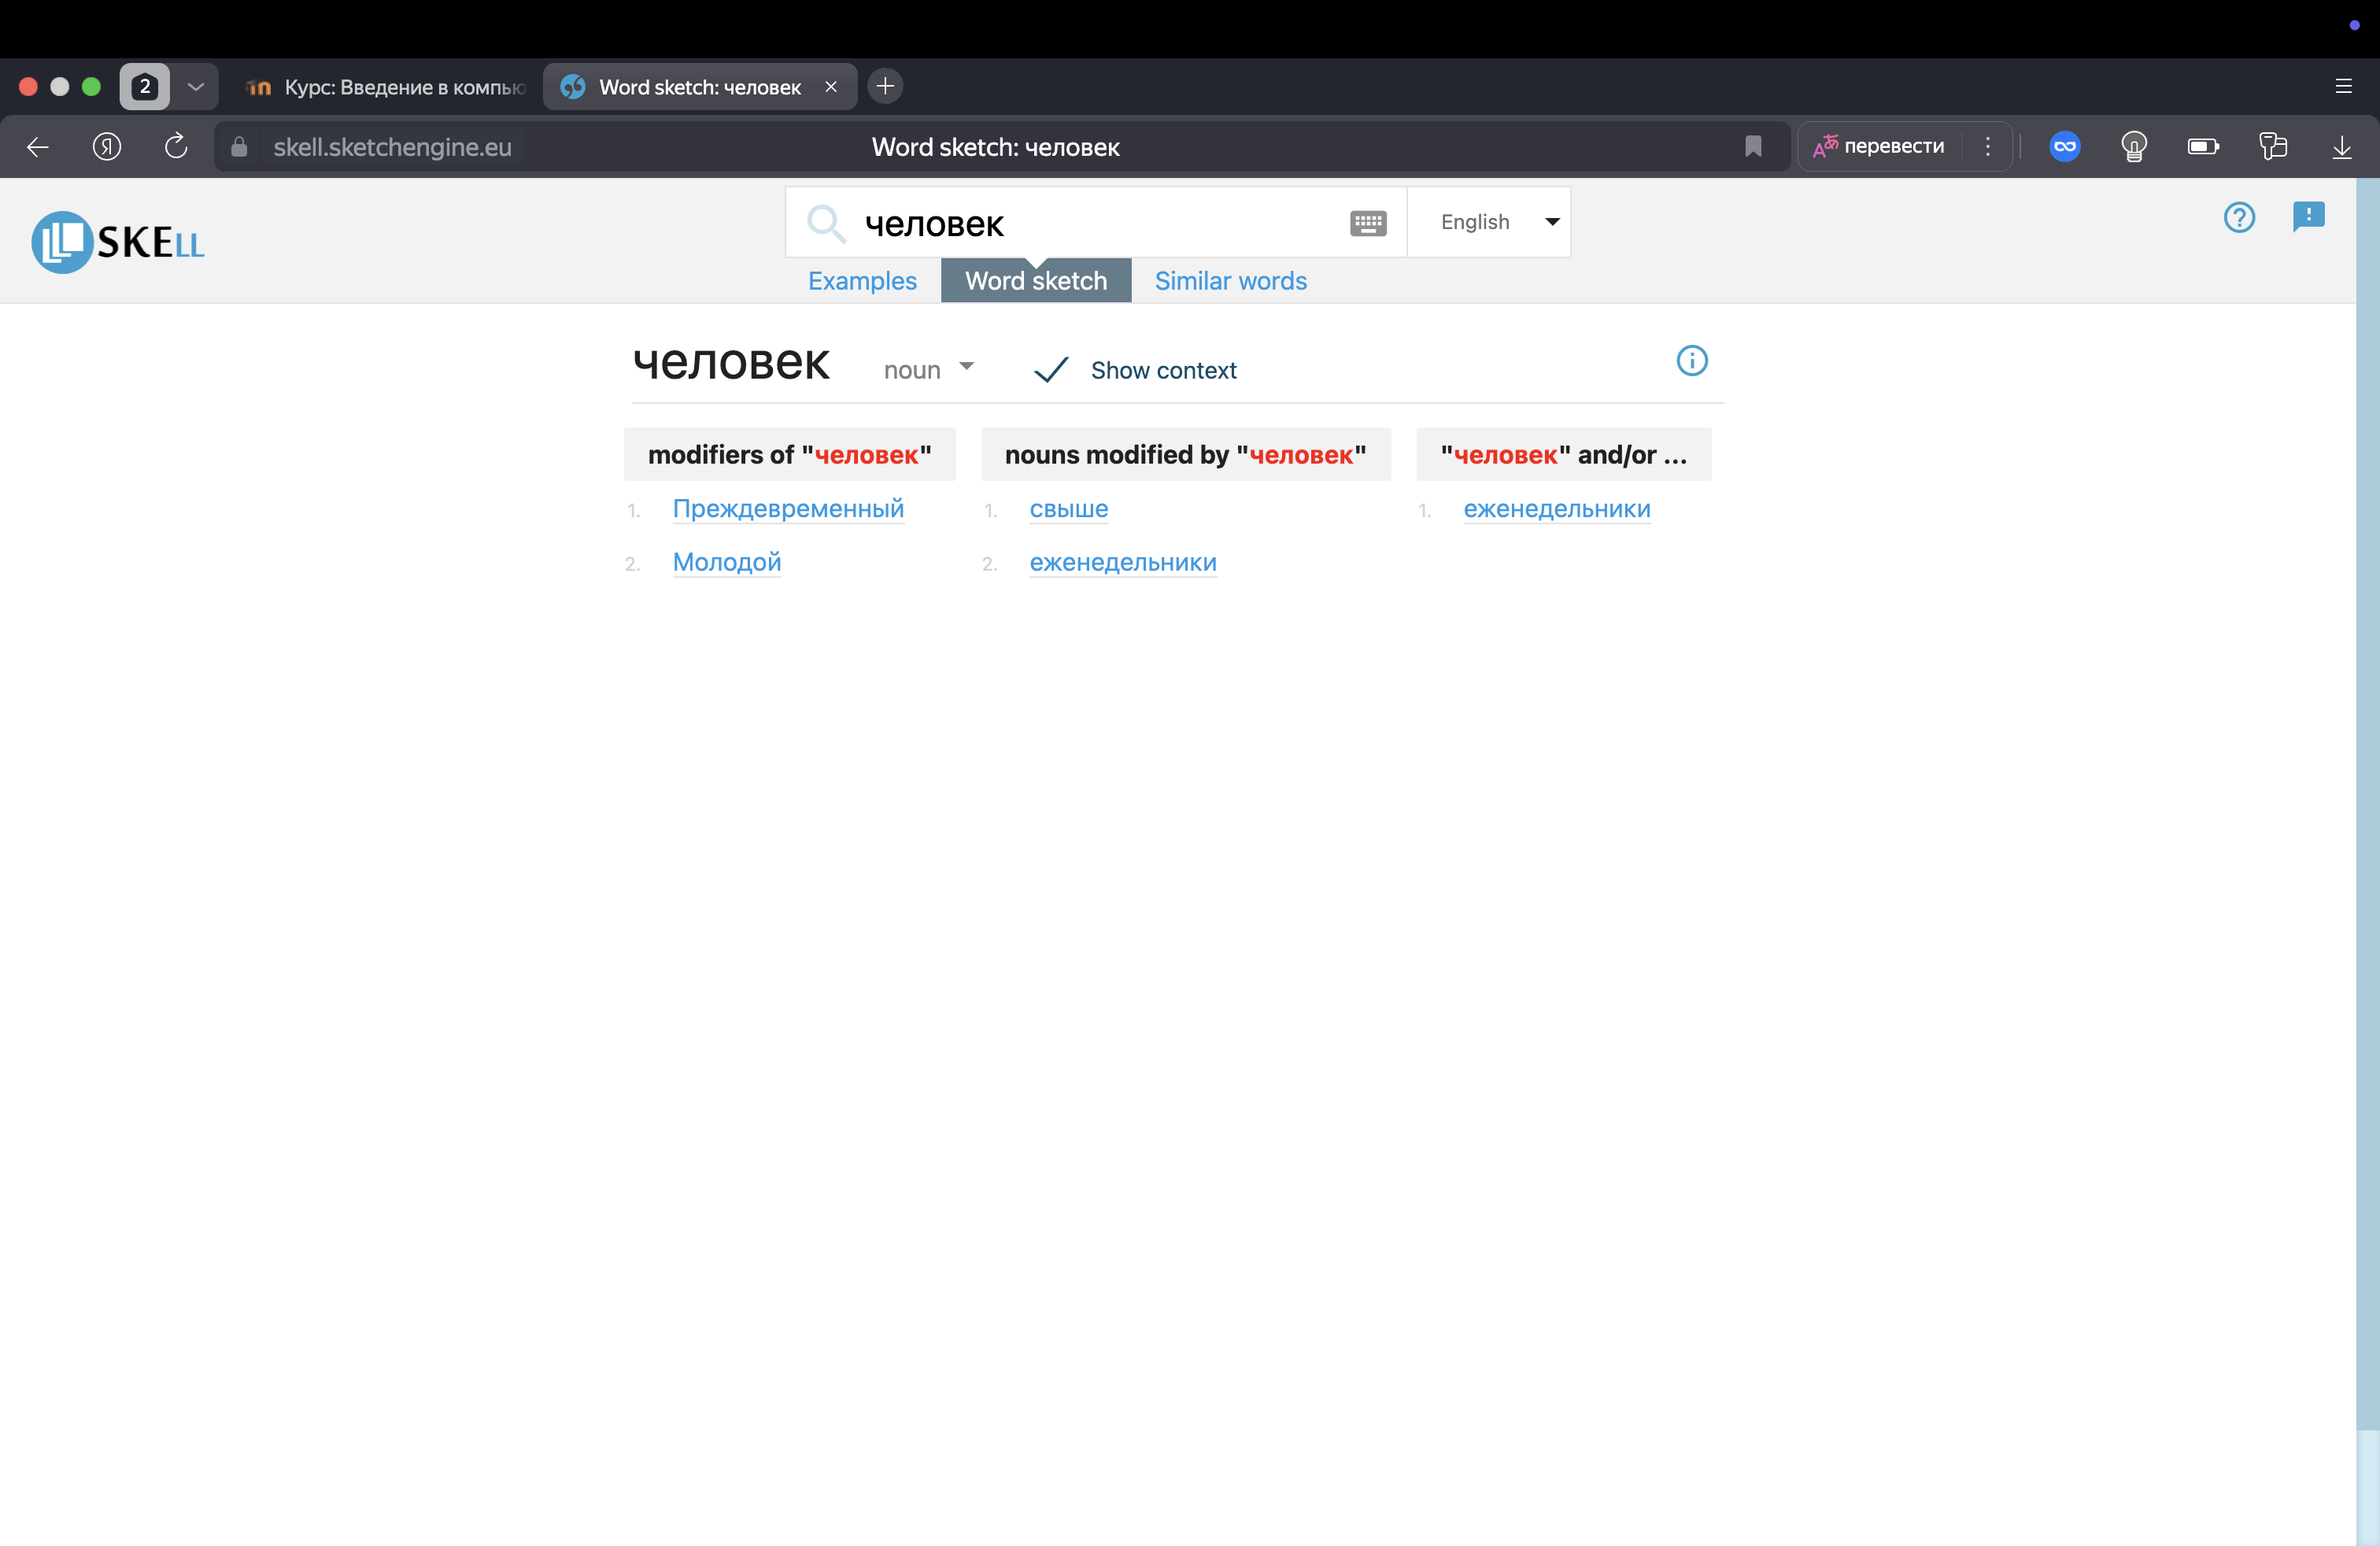 2
Курс: Введение в компью
Word sketch: человек
skell.sketchengine.eu
Word sketch: человек
перевести
SKELL
человек
English
Examples
Word sketch
Similar words
человек
noun
Show context
modifiers of "человек"
1. Преждевременный
2. Молодой
nouns modified by "человек"
1. свыше
2. еженедельники
"человек" and/or ...
1. еженедельники